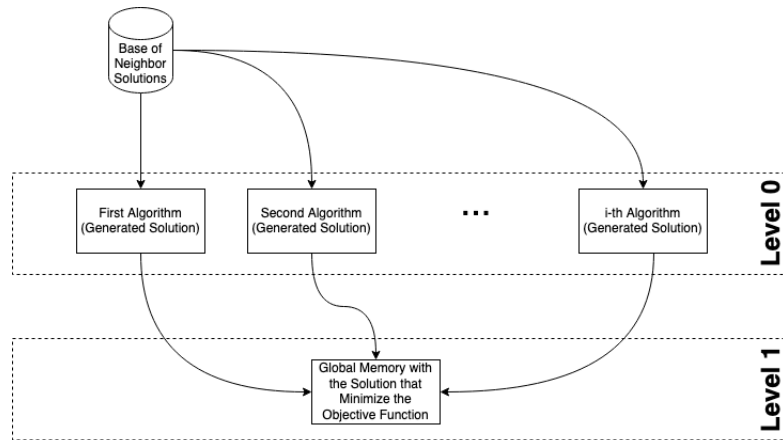 Base of
Neighbor
Solutions
First Algorithm
(Generated Solution)
Second Algorithm
(Generated Solution)
...
i-th Algorithm
(Generated Solution)
Level 0
Global Memory with
the Solution that
Minimize the
Objective Function
Level 1